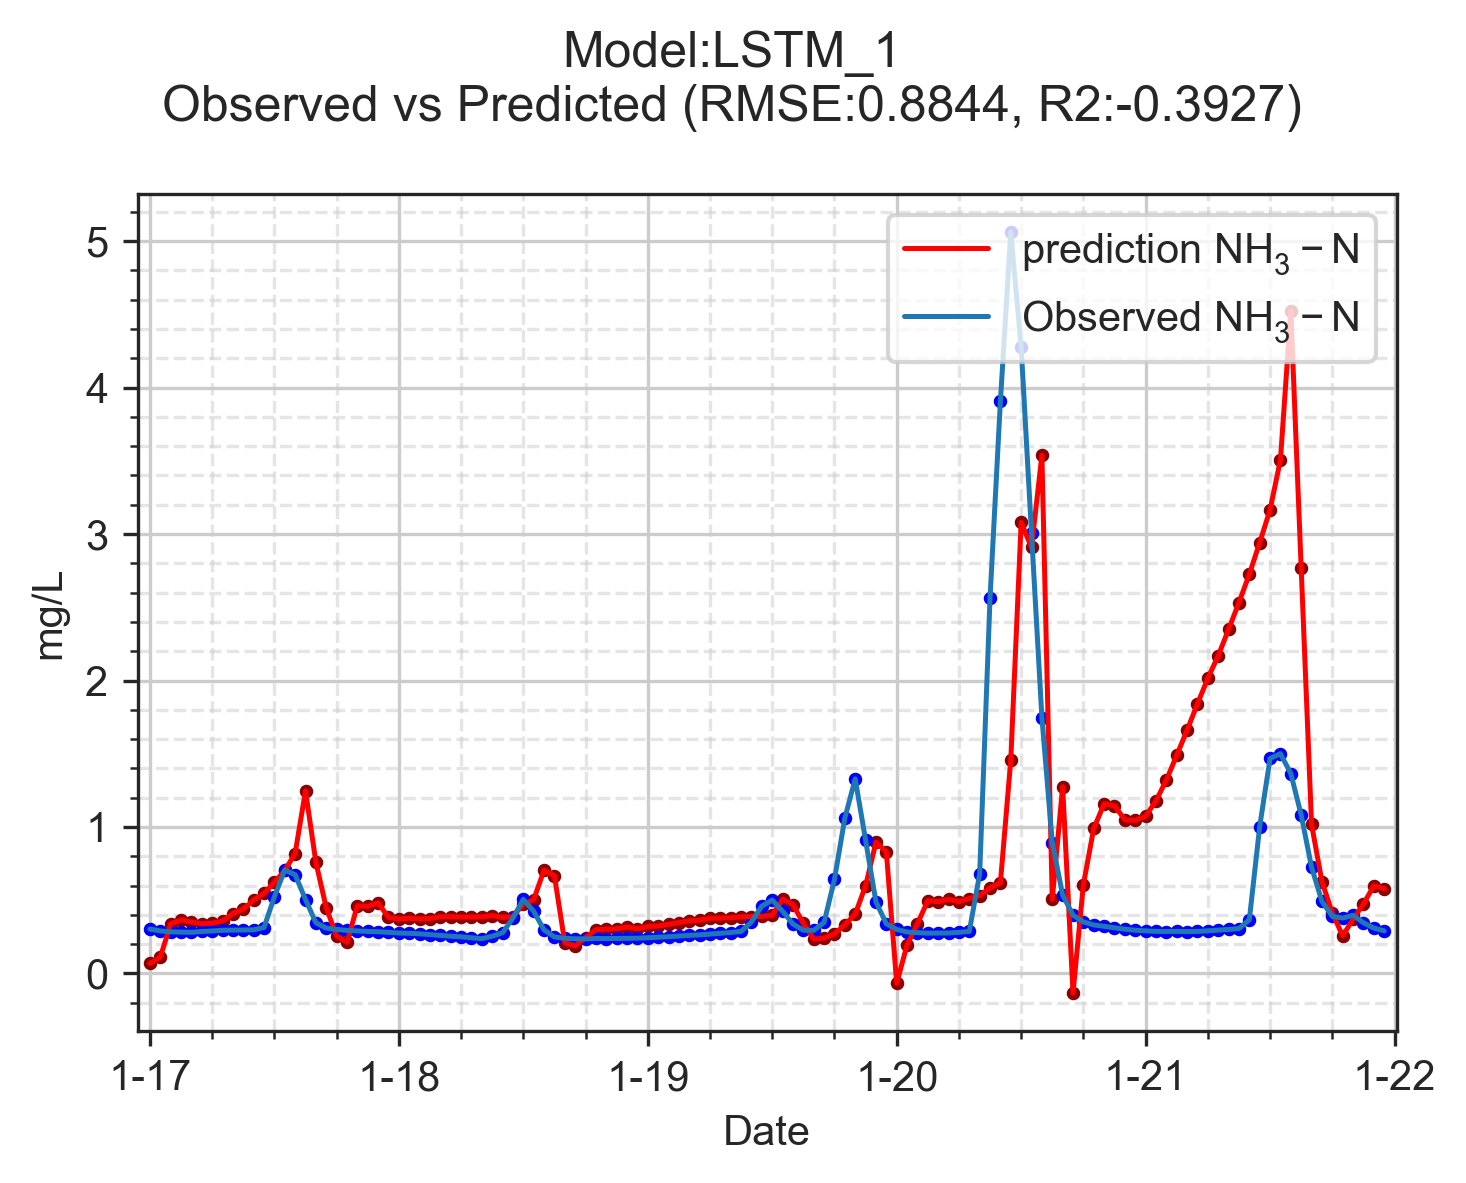 Model:LSTM_1
Observed vs Predicted (RMSE:0.8844, R2:-0.3927)
prediction NH₃ − N
Observed NH₃ − N
5
4
3
2
1
0
mg/L
1-17 1-18 1-19 1-20 1-21 1-22
Date